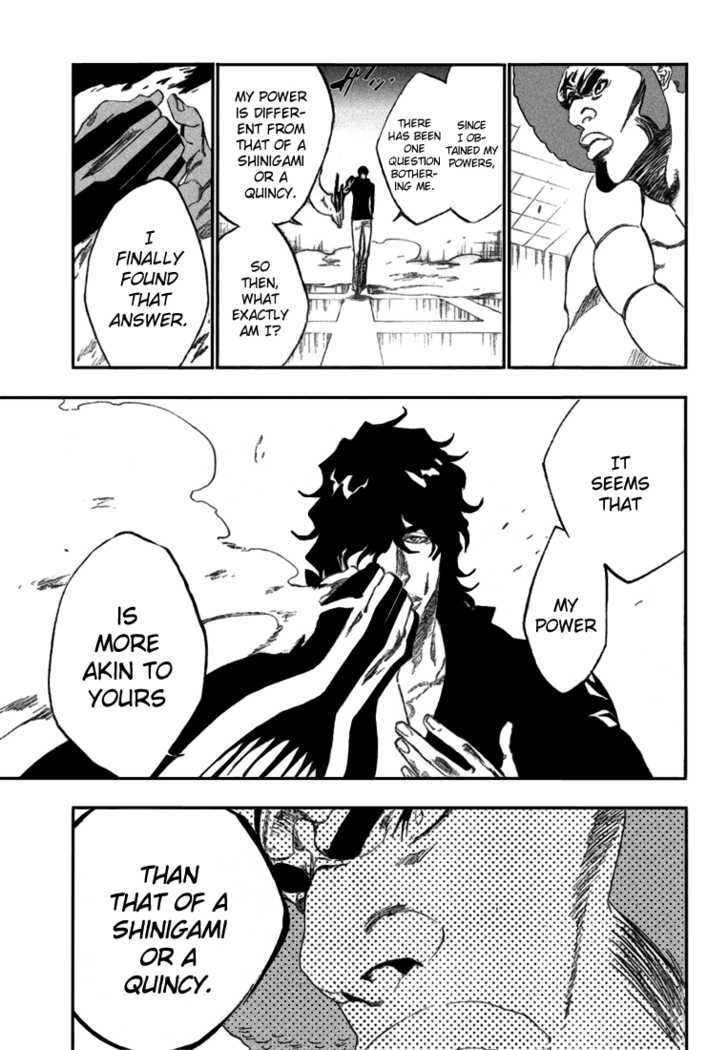 SINCE
I OB-
TAINED MY
POWERS,
THERE
HAS BEEN
ONE
QUESTION
BOTHER-
ING ME.
MY POWER
IS DIFFER-
ENT FROM
THAT OF A
SHINIGAMI
OR A
QUINCY.
SO
THEN,
WHAT
EXACTLY
AM I?
I
FINALLY
FOUND
THAT
ANSWER.
IT
SEEMS
THAT
MY
POWER
IS
MORE
AKIN TO
YOURS
THAN
THAT OF A
SHINIGAMI
OR A
QUINCY.